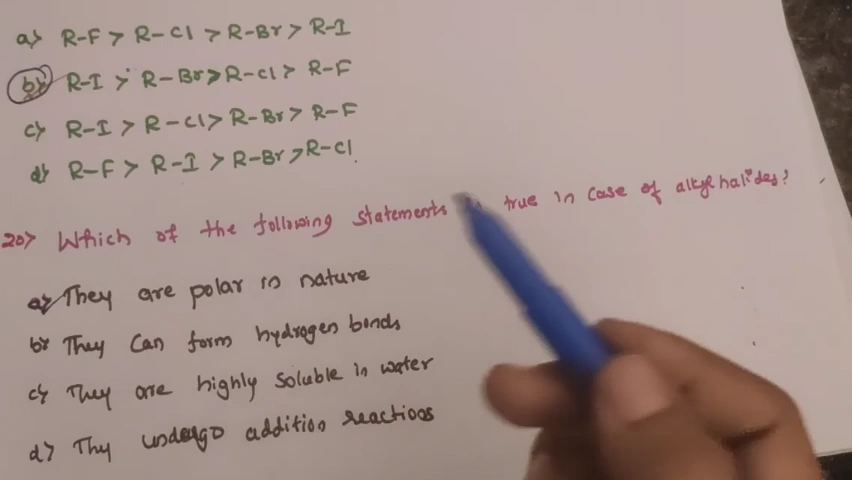 a) R-F > R-Cl > R-Br > R-I
b) R-I > R-Br > R-Cl > R-F
c) R-I > R-Cl > R-Br > R-F
d) R-F > R-I > R-Br > R-Cl
20) Which of the following statements true in case of alkyl halides?
a) They are polar in nature
b) They can form hydrogen bonds
c) They are highly soluble in water
d) Thy undergo addition reactions